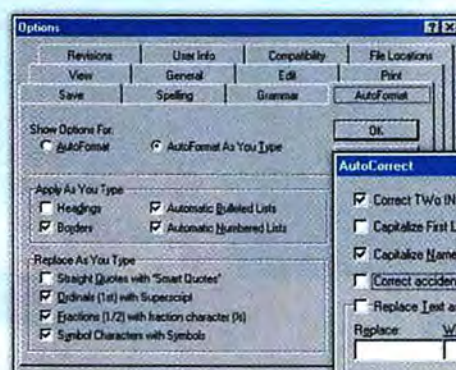 Options
Revisions User Info Compatibility File Locations
View General Edit Print
Save Spelling Grammar AutoFormat
Show Options For:
AutoFormat AutoFormat As You Type
OK
Apply As You Type
Headings Automatic Bulleted Lists
Borders Automatic Numbered Lists
Replace As You Type
Straight Quotes with "Smart Quotes"
Ordinals (1st) with Superscript
Fractions (1/2) with fraction character (½)
Symbol Characters with Symbols
AutoCorrect
Correct TWo IN
Capitalize First L
Capitalize Name
Correct acciden
Replace Text as
Replace: W